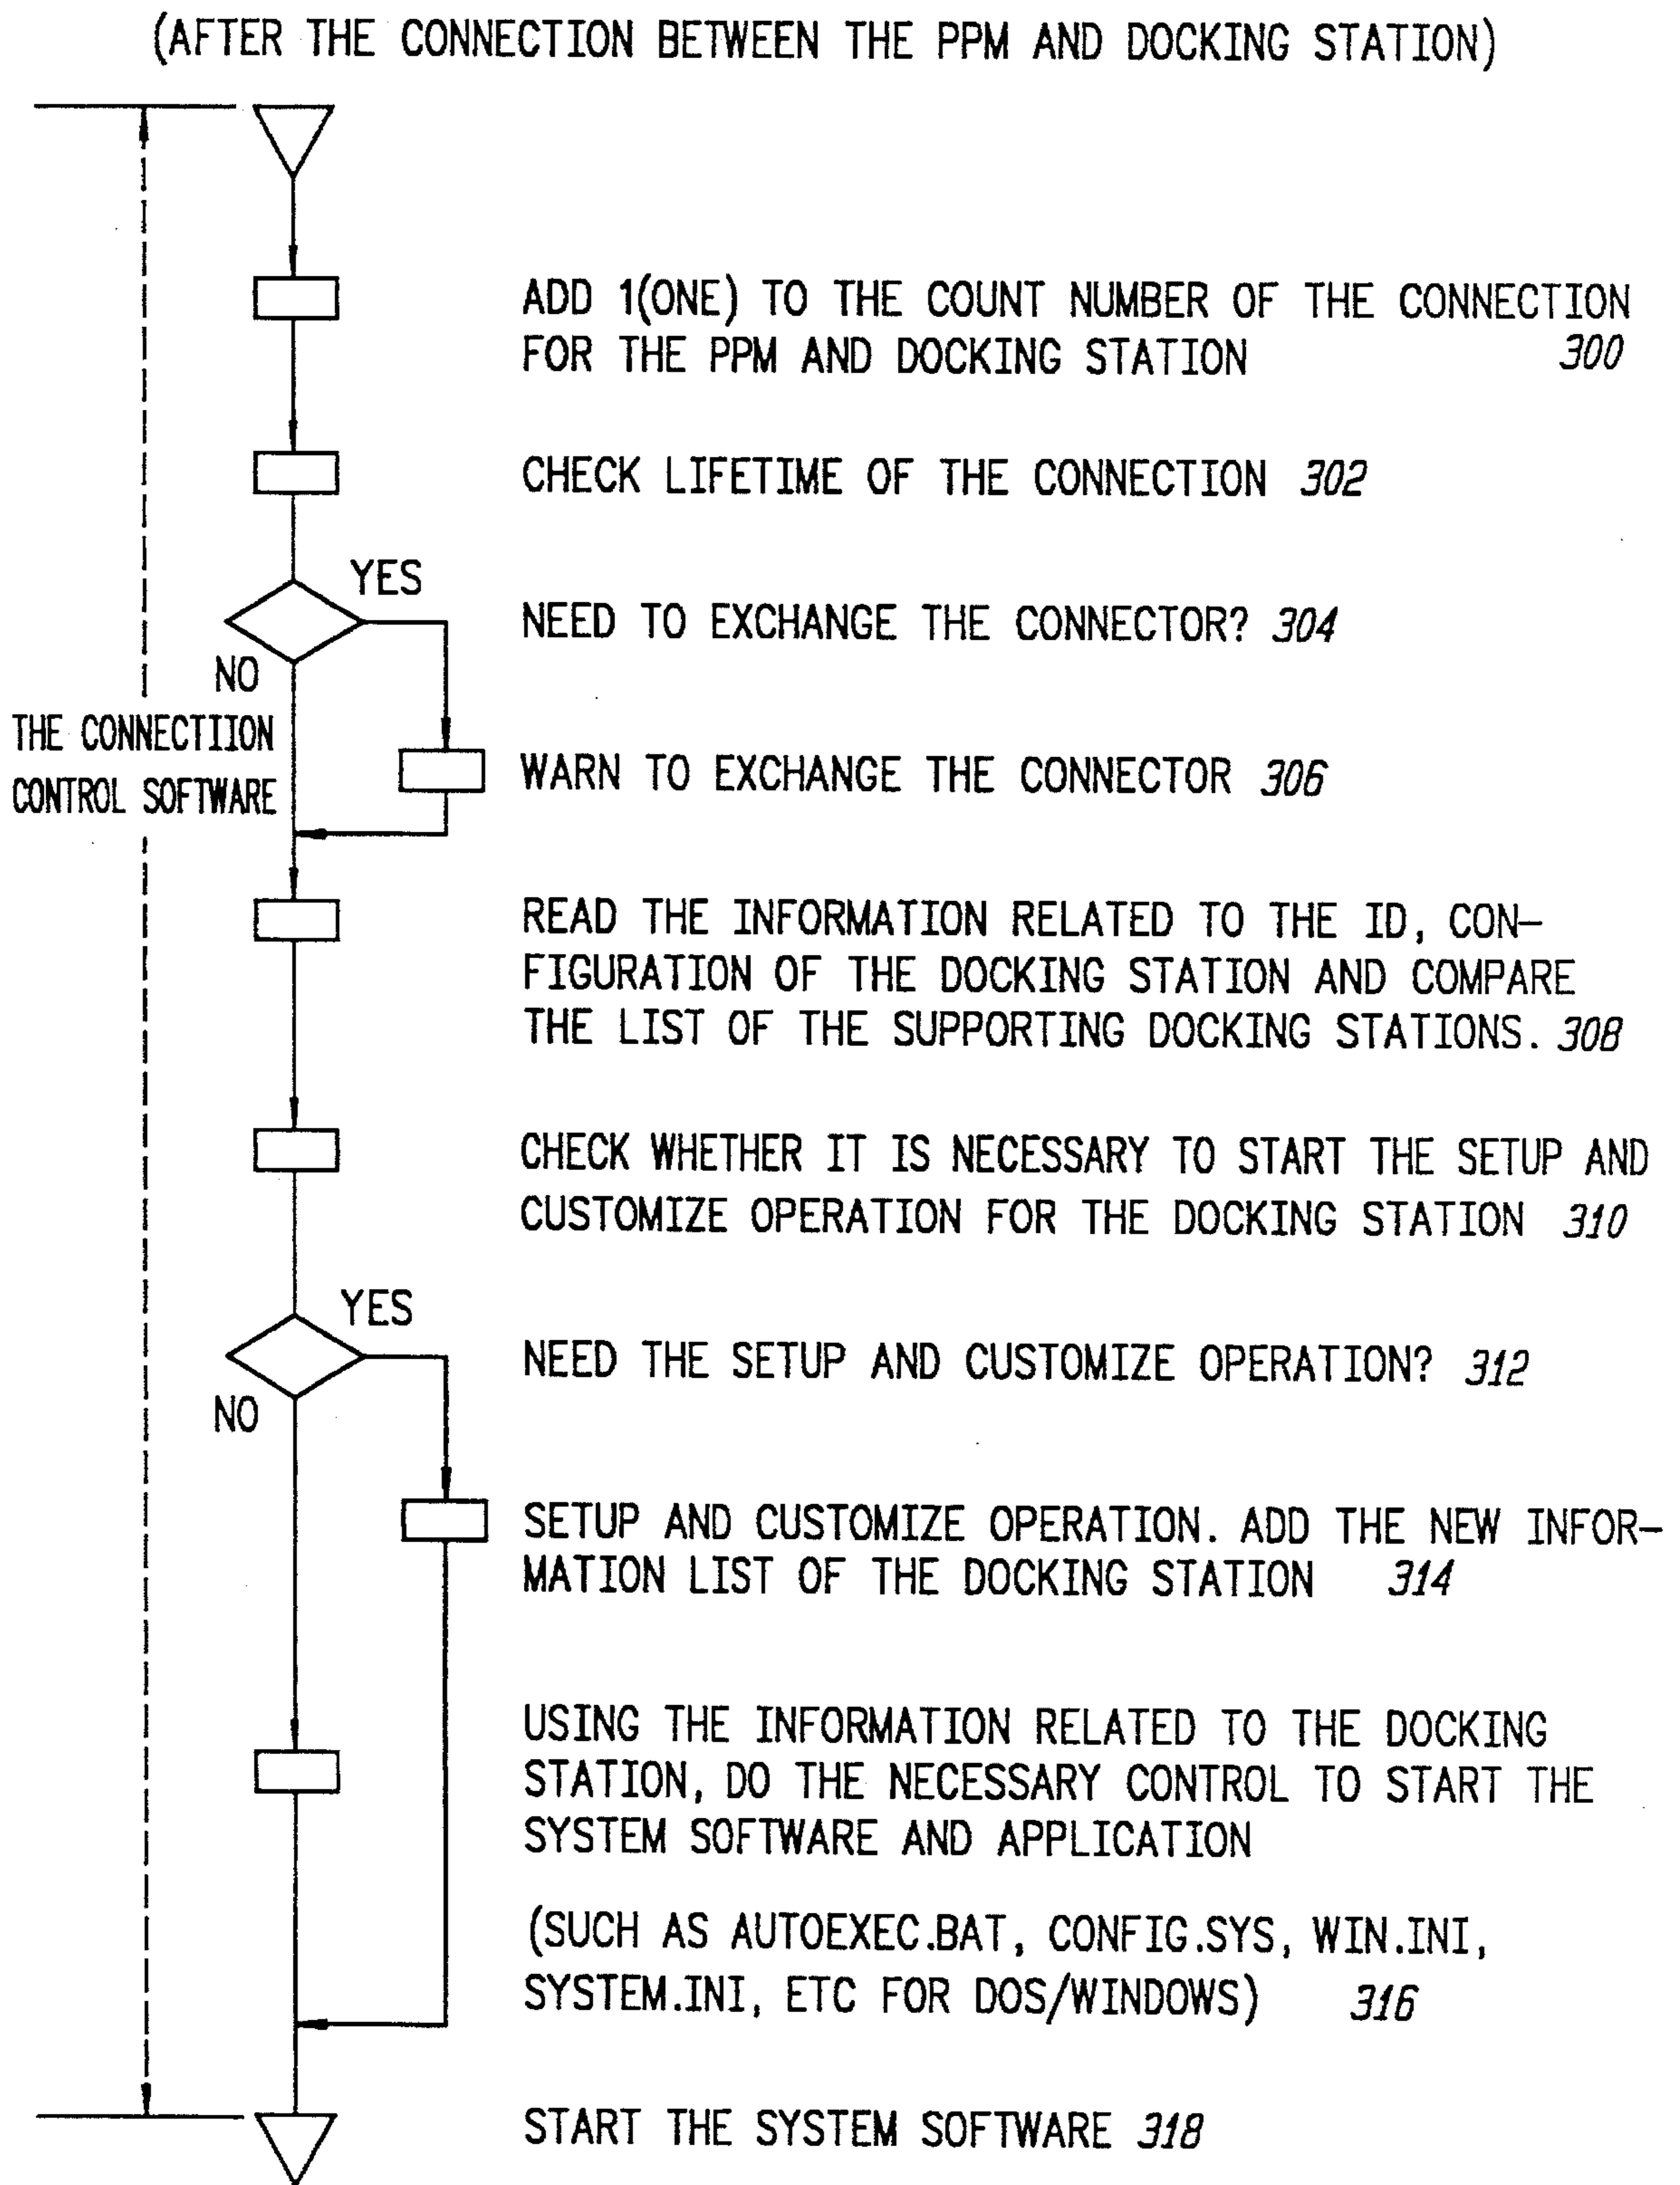 (AFTER THE CONNECTION BETWEEN THE PPM AND DOCKING STATION)
ADD 1(ONE) TO THE COUNT NUMBER OF THE CONNECTION
FOR THE PPM AND DOCKING STATION 300
CHECK LIFETIME OF THE CONNECTION 302
YES
NEED TO EXCHANGE THE CONNECTOR? 304
NO
THE CONNECTIION
CONTROL SOFTWARE
WARN TO EXCHANGE THE CONNECTOR 306
READ THE INFORMATION RELATED TO THE ID, CON-
FIGURATION OF THE DOCKING STATION AND COMPARE
THE LIST OF THE SUPPORTING DOCKING STATIONS. 308
CHECK WHETHER IT IS NECESSARY TO START THE SETUP AND
CUSTOMIZE OPERATION FOR THE DOCKING STATION 310
YES
NEED THE SETUP AND CUSTOMIZE OPERATION? 312
NO
SETUP AND CUSTOMIZE OPERATION. ADD THE NEW INFOR-
MATION LIST OF THE DOCKING STATION 314
USING THE INFORMATION RELATED TO THE DOCKING
STATION, DO THE NECESSARY CONTROL TO START THE
SYSTEM SOFTWARE AND APPLICATION
(SUCH AS AUTOEXEC.BAT, CONFIG.SYS, WIN.INI,
SYSTEM.INI, ETC FOR DOS/WINDOWS) 316
START THE SYSTEM SOFTWARE 318